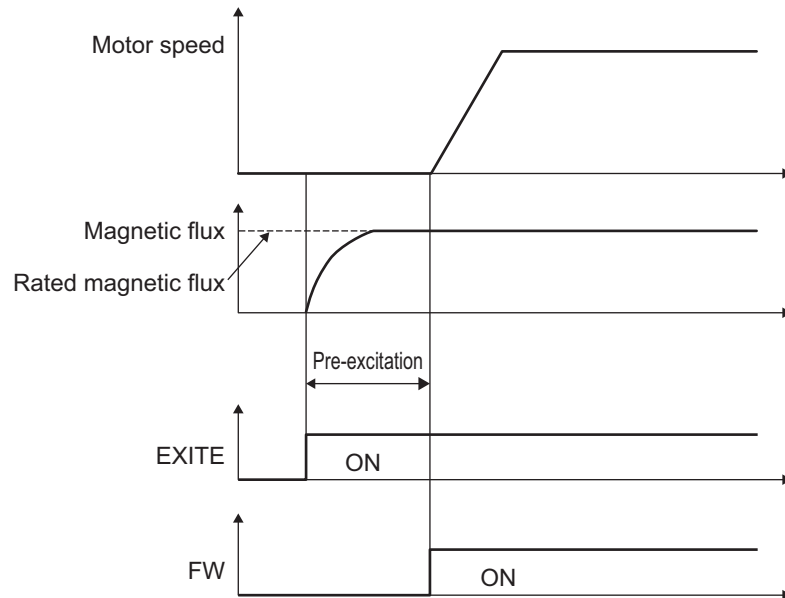 Motor speed
Magnetic flux
Rated magnetic flux
Pre-excitation
EXITE
ON
FW
ON